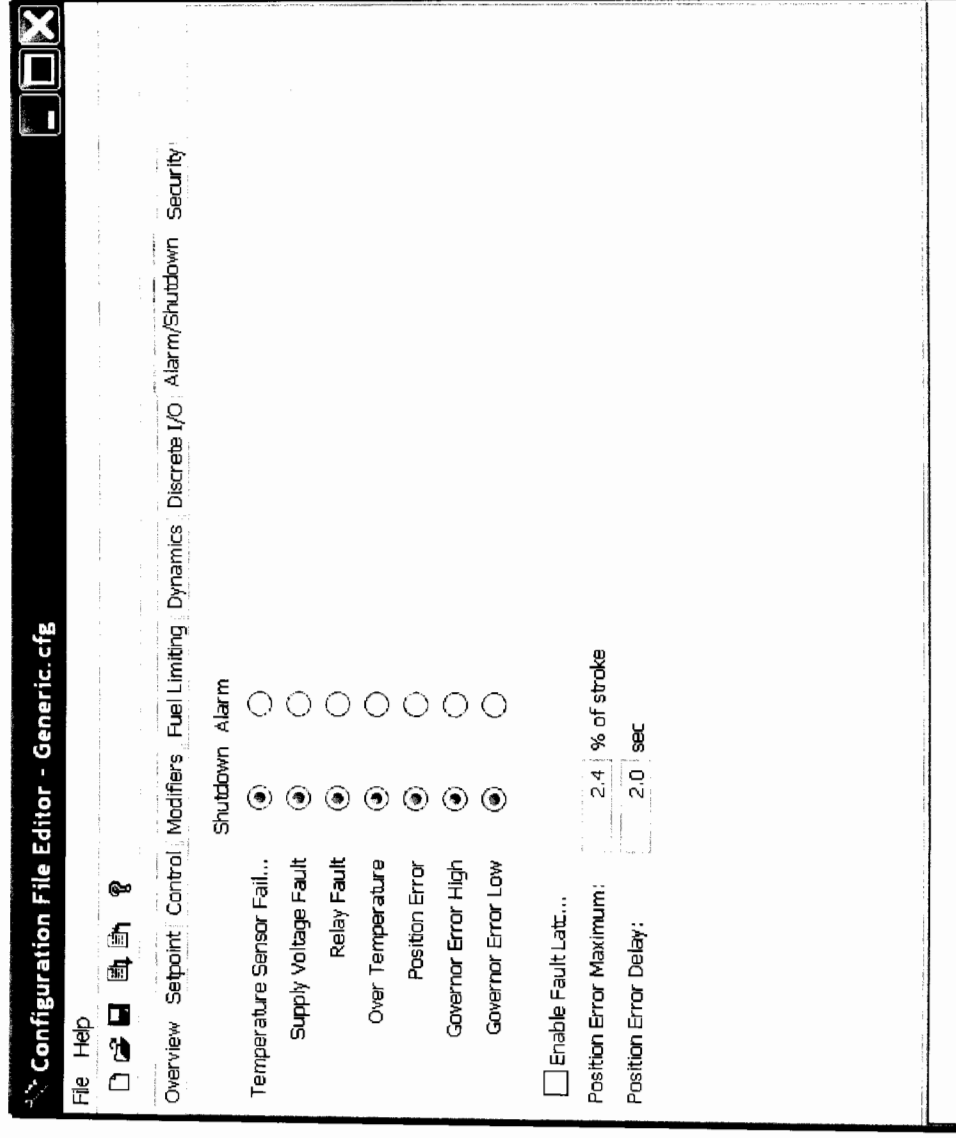 Configuration File Editor - Generic.cfg
File Help
Overview Setpoint Control Modifiers Fuel Limiting Dynamics Discrete I/O Alarm/Shutdown Security
Shutdown Alarm
Temperature Sensor Fail...
Supply Voltage Fault
Relay Fault
Over Temperature
Position Error
Governor Error High
Governor Error Low
Enable Fault Latc...
Position Error Maximum: 2.4 % of stroke
Position Error Delay: 2.0 sec